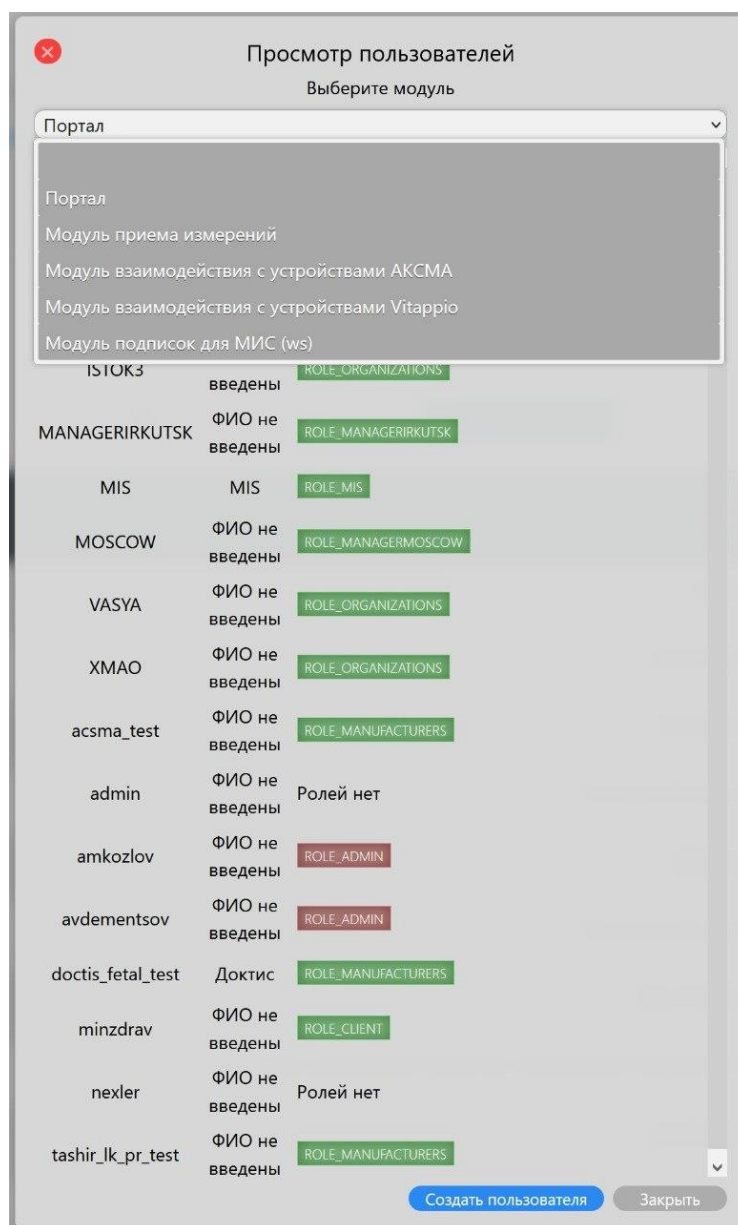 Просмотр пользователей
Выберите модуль
Портал
Портал
Модуль приема измерений
Модуль взаимодействия с устройствами АКСМА
Модуль взаимодействия с устройствами Vitappio
Модуль подписок для МИС (ws)
ISTOK3 введены ROLE_ORGANIZATIONS
MANAGERIRKUTSK ФИО не введены ROLE_MANAGERIRKUTSK
MIS MIS ROLE_MIS
MOSCOW ФИО не введены ROLE_MANAGERMOSCOW
VASYA ФИО не введены ROLE_ORGANIZATIONS
XMAO ФИО не введены ROLE_ORGANIZATIONS
acsma_test ФИО не введены ROLE_MANUFACTURERS
admin ФИО не введены Ролей нет
amkozlov ФИО не введены ROLE_ADMIN
avdementsov ФИО не введены ROLE_ADMIN
doctis_fetal_test Доктис ROLE_MANUFACTURERS
minzdrav ФИО не введены ROLE_CLIENT
nexler ФИО не введены Ролей нет
tashir_lk_pr_test ФИО не введены ROLE_MANUFACTURERS
Создать пользователя Закрыть